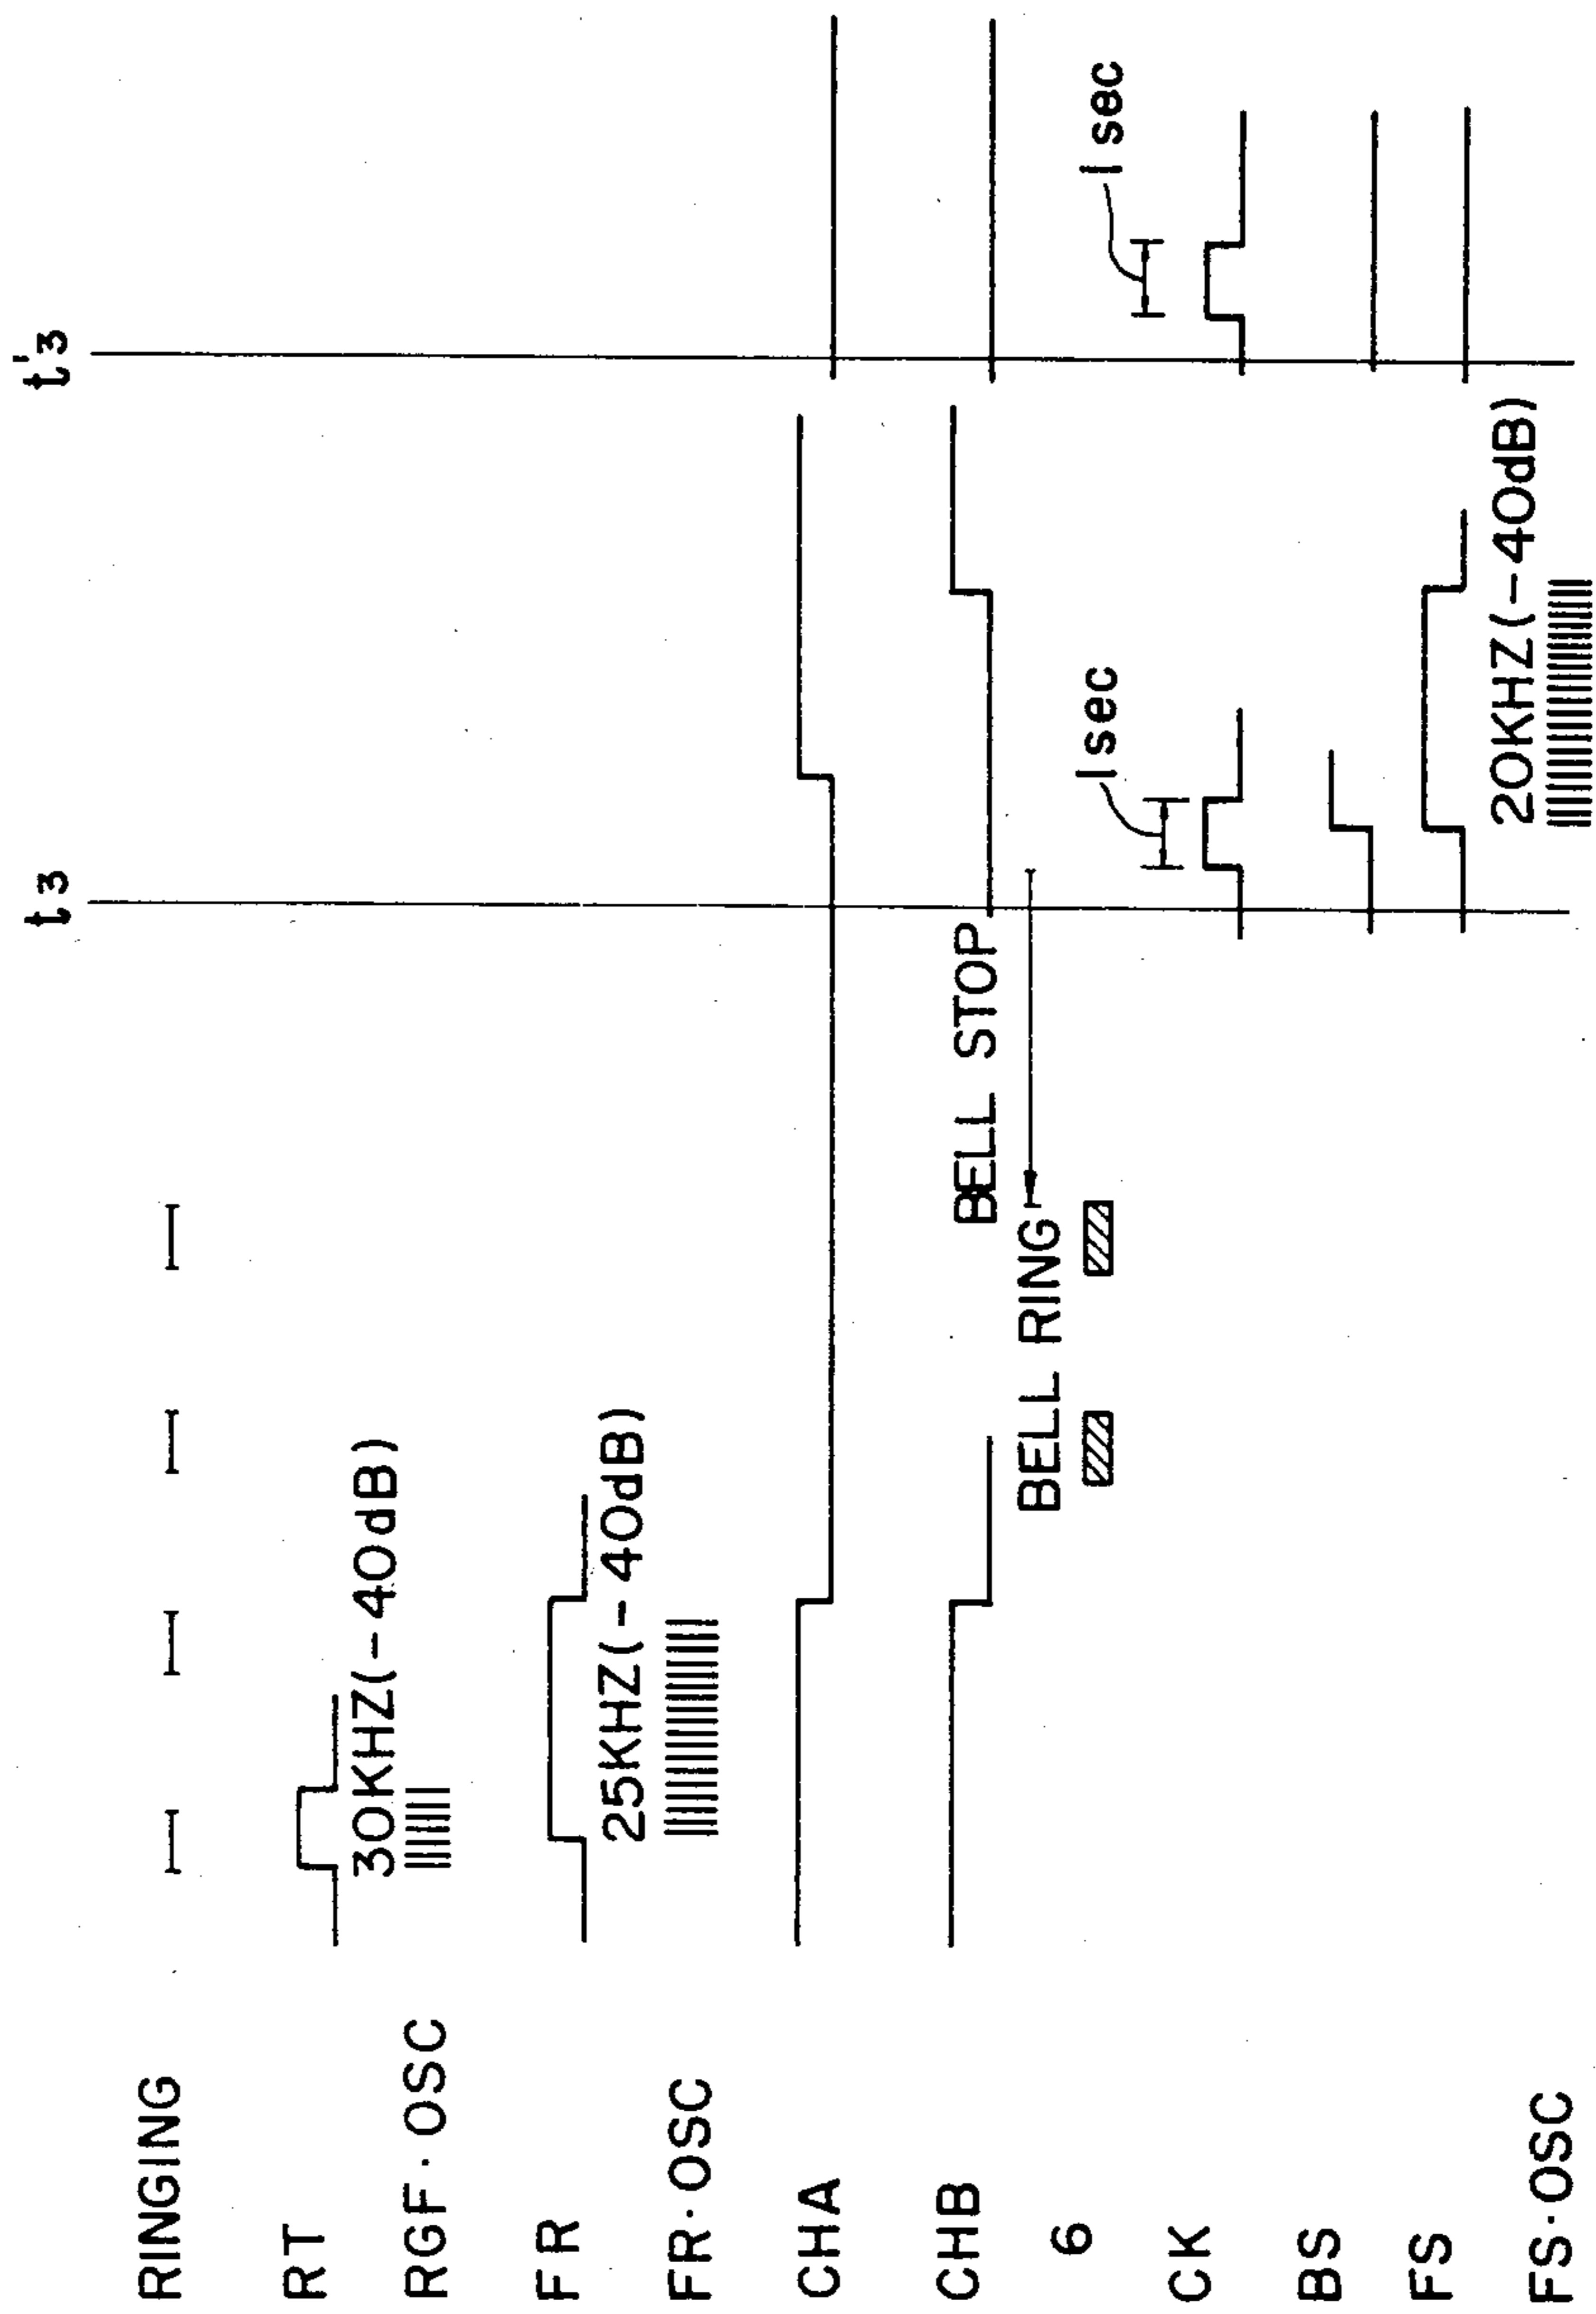 t3
t'3
RINGING
RT
30KHZ(-40dB)
RGF·OSC
FR
25KHZ(-40dB)
FR·OSC
CHA
CHB
BELL STOP
BELL RING
6
1sec
1sec
CK
BS
FS
20KHZ(-40dB)
FS·OSC